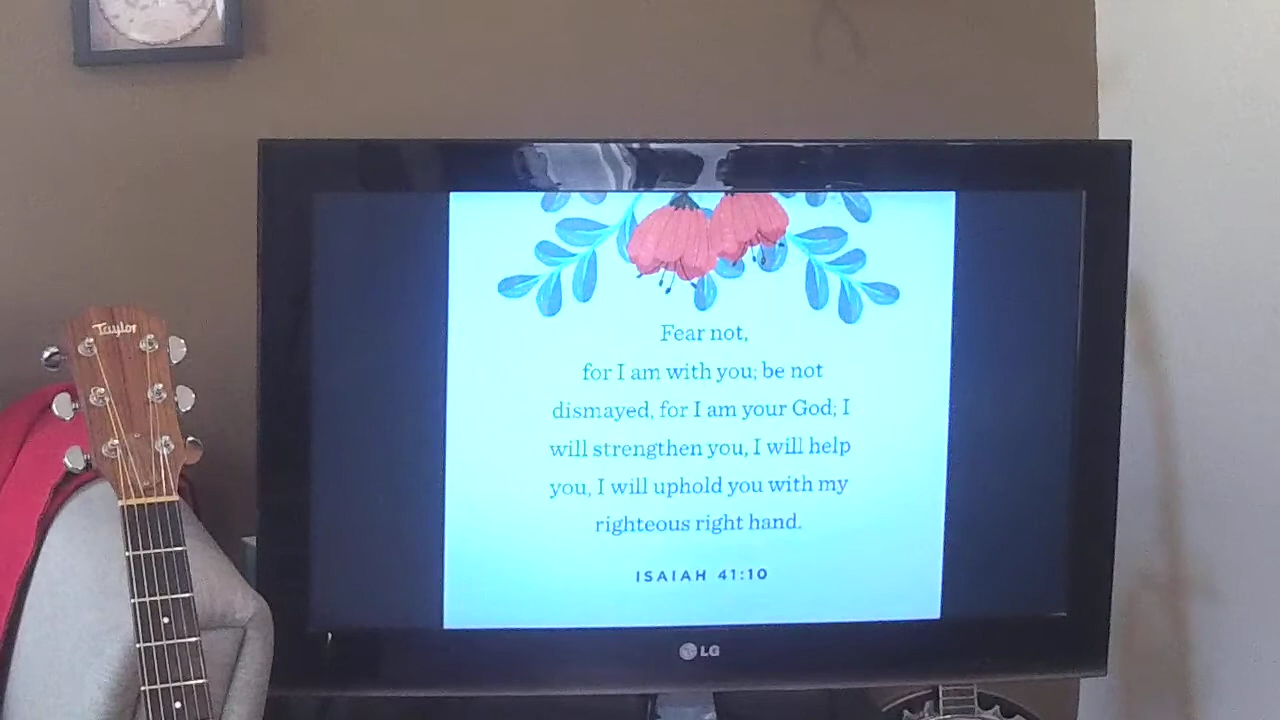 Taylor
Fear not,
for I am with you; be not
dismayed, for I am your God; I
will strengthen you, I will help
you, I will uphold you with my
righteous right hand.
ISAIAH 41:10
LG